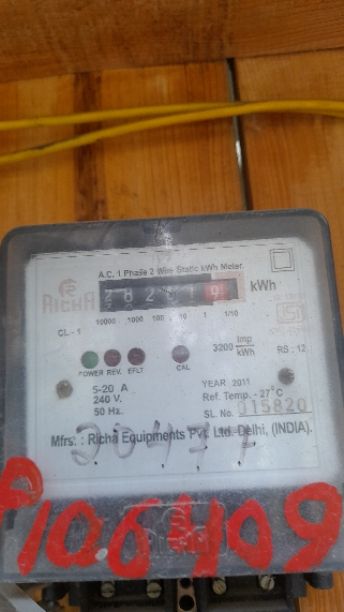 A.C. 1 Phase 2 Wire Static kWh Meter.
RICHA
kWh
CL - 1
10000 1000 100 10 1 1/10
3200 imp/kWh
RS : 12
POWER REV. EFLT CAL
5-20 A
YEAR 2011
240 V.
Ref. Temp. - 27°C
50 Hz.
SL. No. 015820
Mfrs. : Richa Equipments Pvt. Ltd. Delhi, (INDIA).